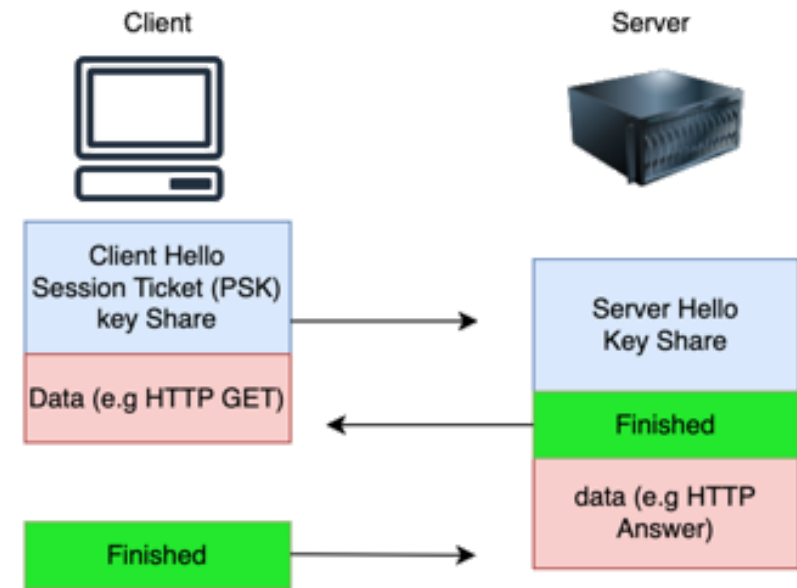 Client
Server
Client Hello
Session Ticket (PSK)
key Share
Data (e.g HTTP GET)
Server Hello
Key Share
Finished
data (e.g HTTP
Answer)
Finished